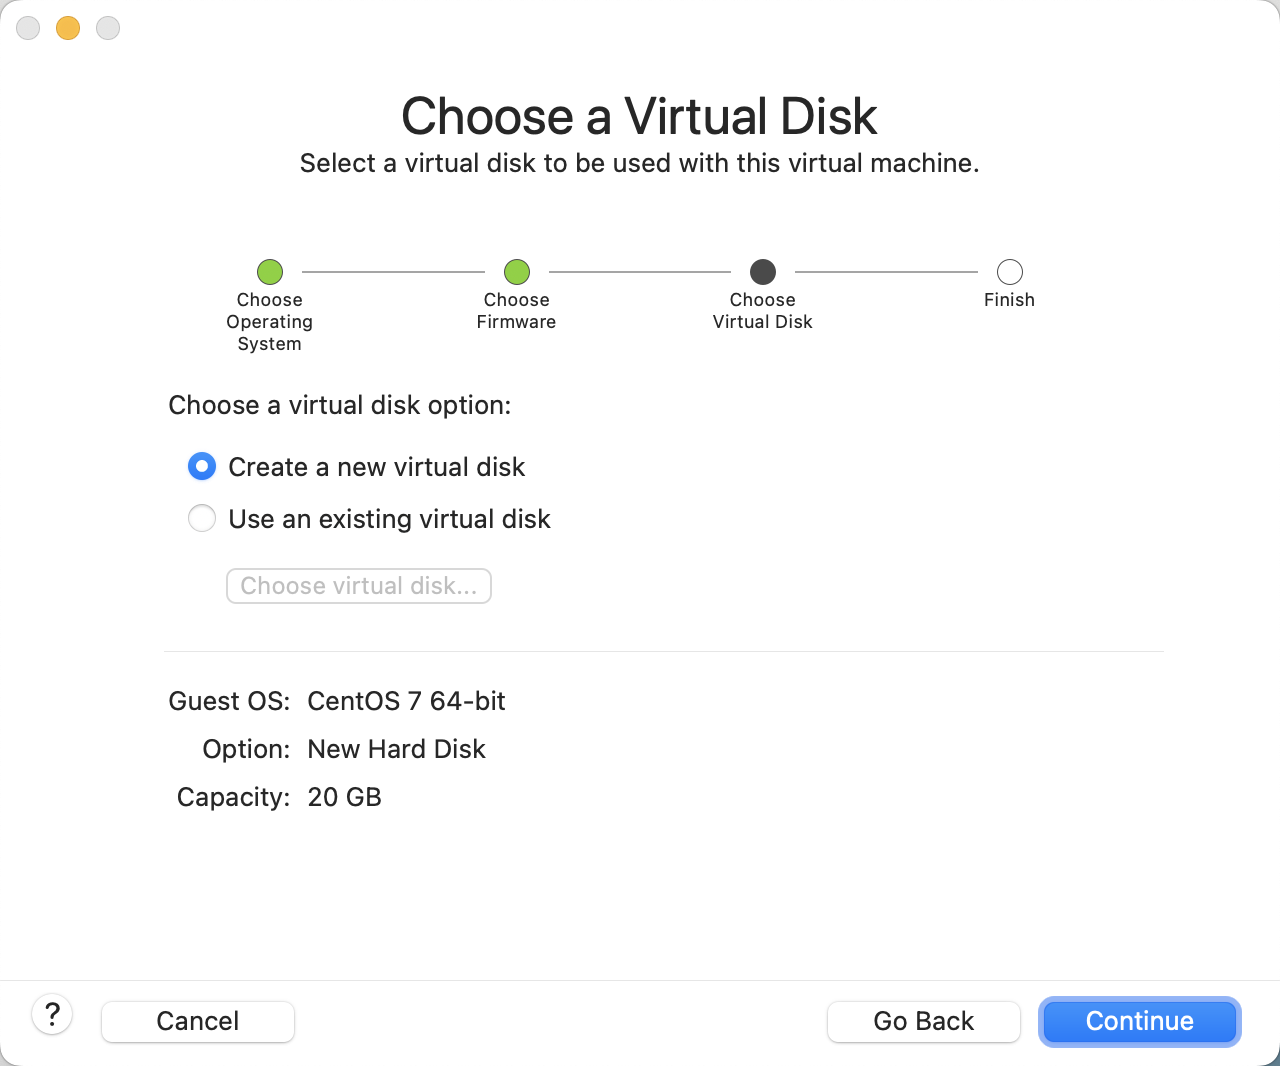 Choose a Virtual Disk
Select a virtual disk to be used with this virtual machine.
Choose
Operating
System
Choose
Firmware
Choose
Virtual Disk
Finish
Choose a virtual disk option:
Create a new virtual disk
Use an existing virtual disk
Choose virtual disk...
Guest OS: CentOS 7 64-bit
Option: New Hard Disk
Capacity: 20 GB
? Cancel Go Back Continue